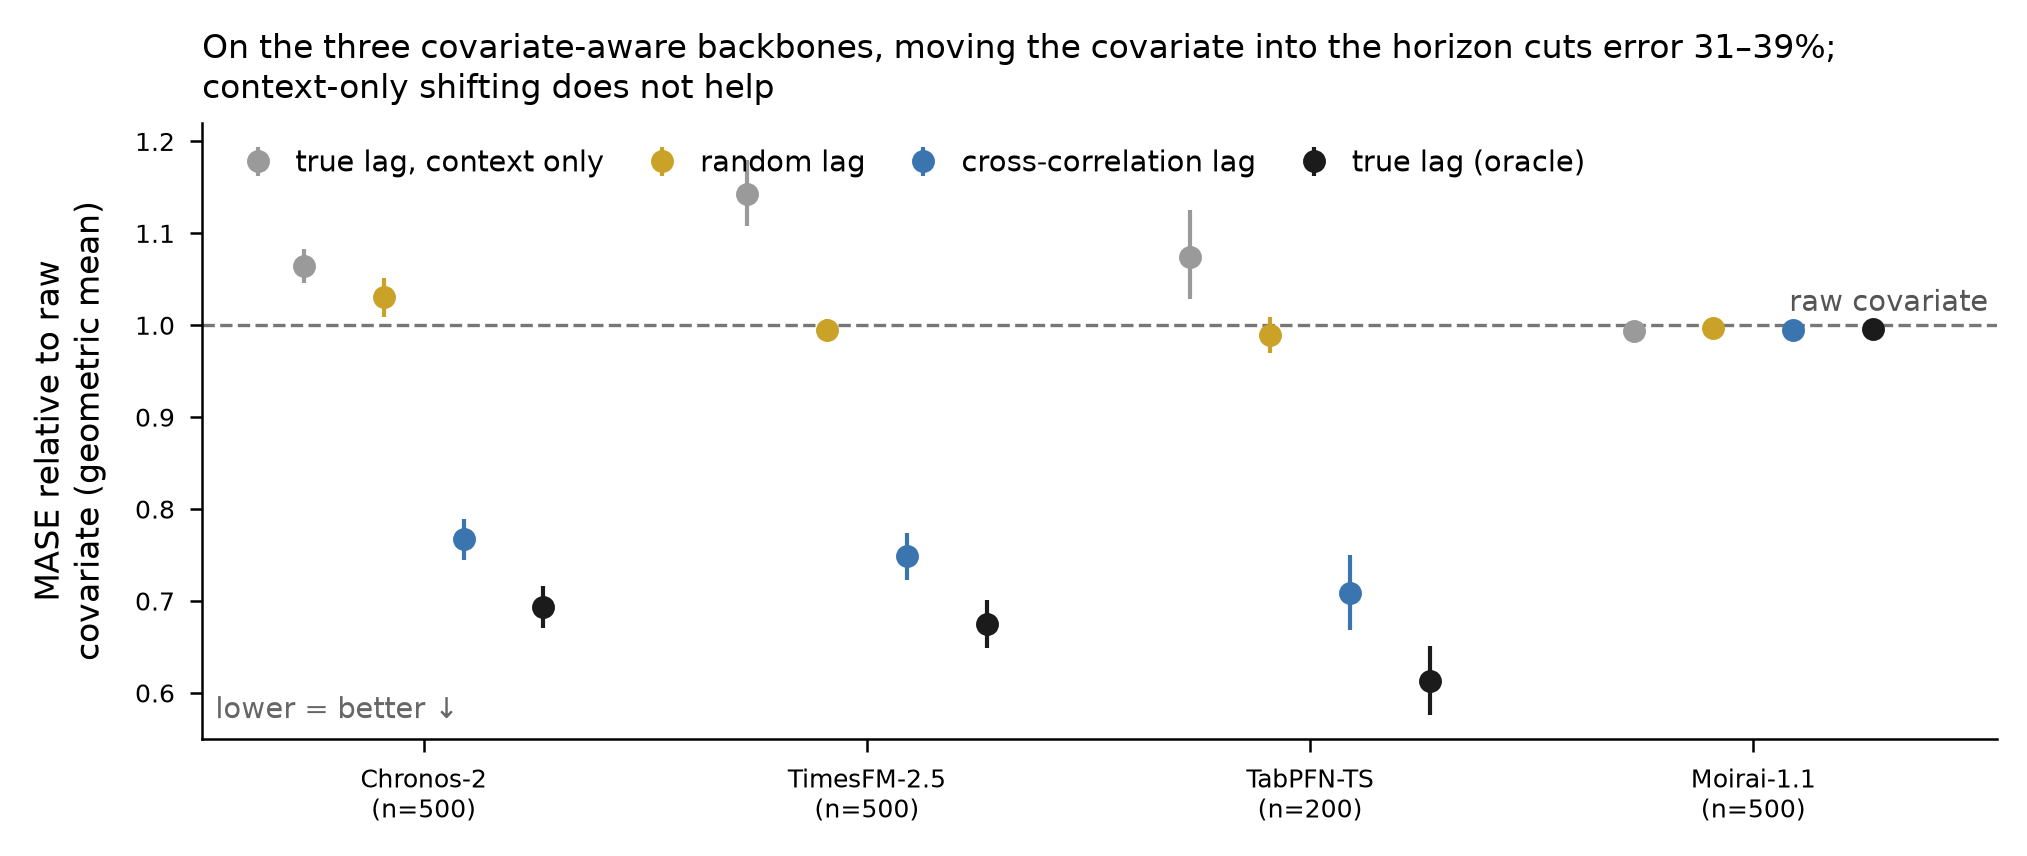 On the three covariate-aware backbones, moving the covariate into the horizon cuts error 31–39%;
context-only shifting does not help
true lag, context only
random lag
cross-correlation lag
true lag (oracle)
MASE relative to raw
covariate (geometric mean)
1.2
1.1
1.0
0.9
0.8
0.7
0.6
raw covariate
lower = better ↓
Chronos-2
(n=500)
TimesFM-2.5
(n=500)
TabPFN-TS
(n=200)
Moirai-1.1
(n=500)